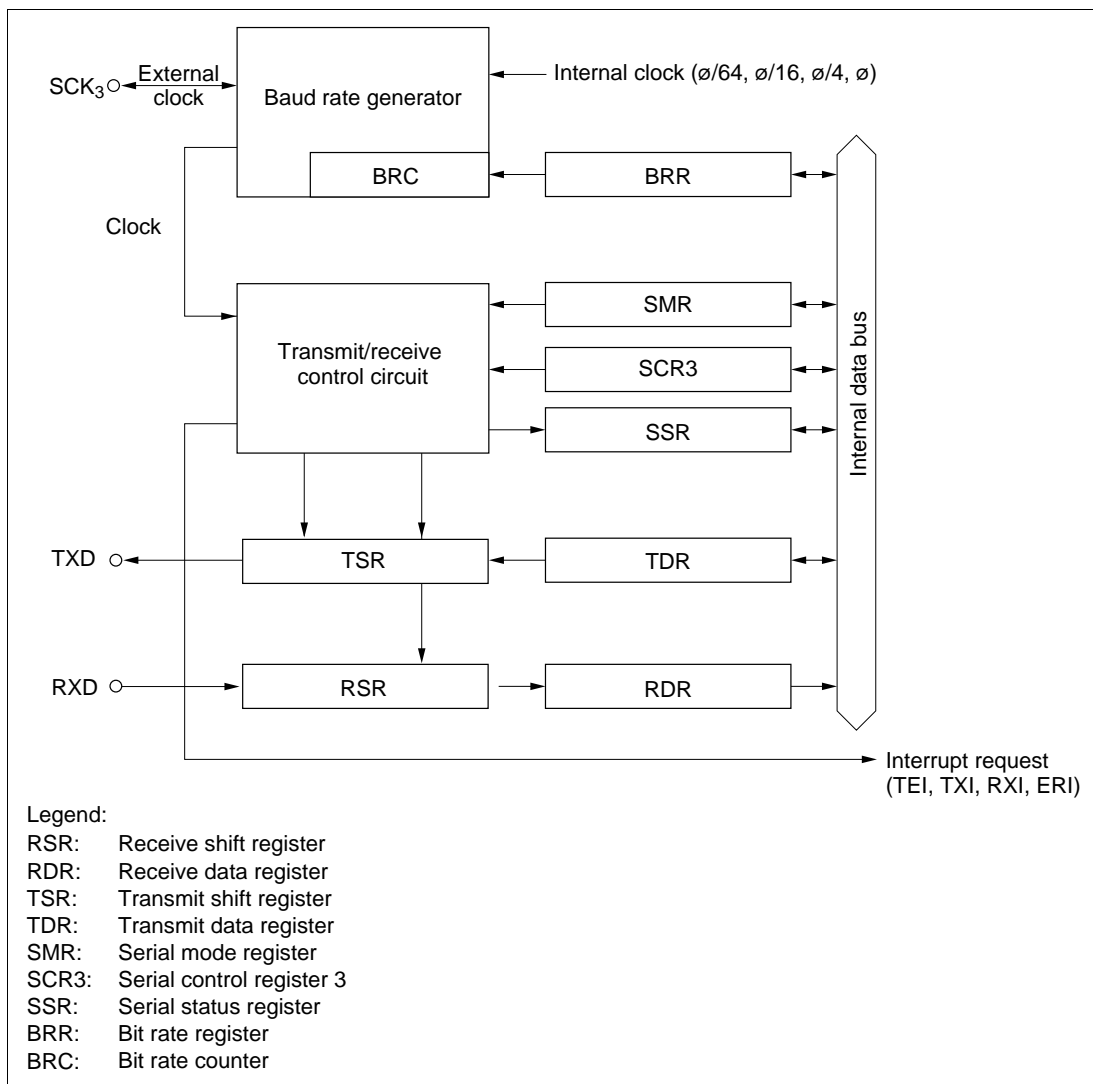 SCK3
External
clock
Baud rate generator
Internal clock (ø/64, ø/16, ø/4, ø)
BRC
BRR
Clock
Transmit/receive
control circuit
SMR
SCR3
SSR
Internal data bus
TXD
TSR
TDR
RXD
RSR
RDR
Interrupt request
(TEI, TXI, RXI, ERI)
Legend:
RSR: Receive shift register
RDR: Receive data register
TSR: Transmit shift register
TDR: Transmit data register
SMR: Serial mode register
SCR3: Serial control register 3
SSR: Serial status register
BRR: Bit rate register
BRC: Bit rate counter